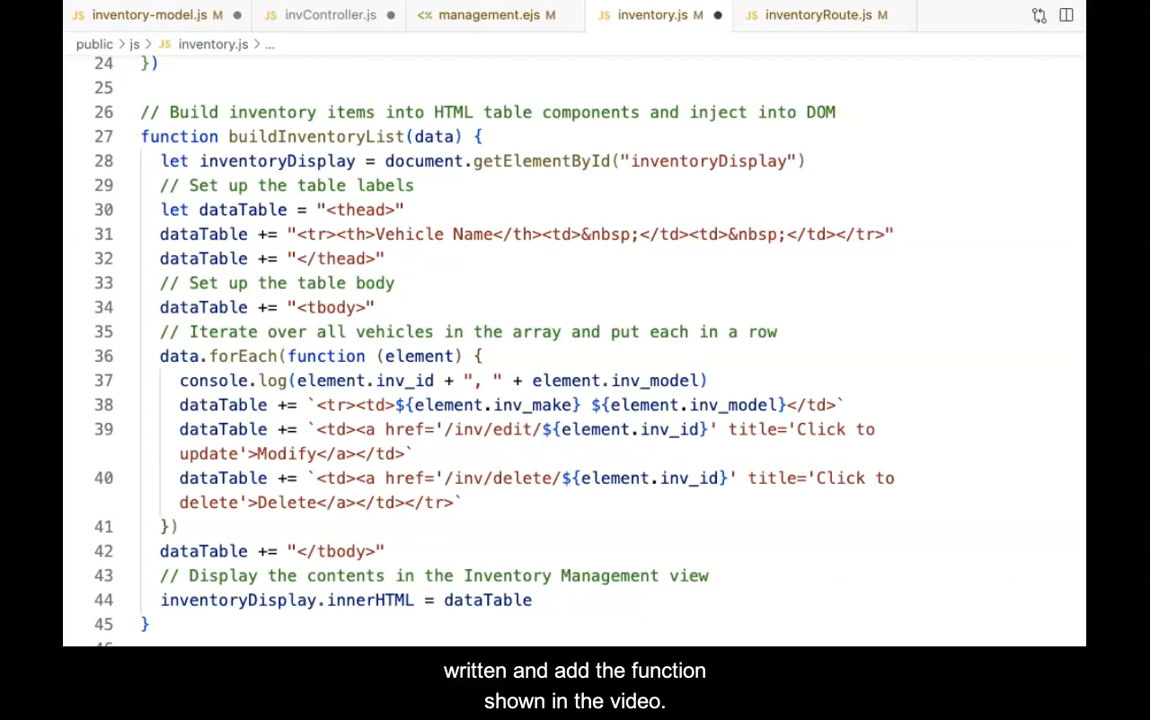 JS inventory-model.js M ● JS invController.js ● <> management.ejs M JS inventory.js M ● JS inventoryRoute.js M
public > js > JS inventory.js > ...
24 })
25
26 // Build inventory items into HTML table components and inject into DOM
27 function buildInventoryList(data) {
28 let inventoryDisplay = document.getElementById("inventoryDisplay")
29 // Set up the table labels
30 let dataTable = "<thead>"
31 dataTable += "<tr><th>Vehicle Name</th><td>&nbsp;</td><td>&nbsp;</td></tr>"
32 dataTable += "</thead>"
33 // Set up the table body
34 dataTable += "<tbody>"
35 // Iterate over all vehicles in the array and put each in a row
36 data.forEach(function (element) {
37 console.log(element.inv_id + ", " + element.inv_model)
38 dataTable += `<tr><td>${element.inv_make} ${element.inv_model}</td>`
39 dataTable += `<td><a href='/inv/edit/${element.inv_id}' title='Click to
update'>Modify</a></td>`
40 dataTable += `<td><a href='/inv/delete/${element.inv_id}' title='Click to
delete'>Delete</a></td></tr>`
41 })
42 dataTable += "</tbody>"
43 // Display the contents in the Inventory Management view
44 inventoryDisplay.innerHTML = dataTable
45 }
written and add the function
shown in the video.